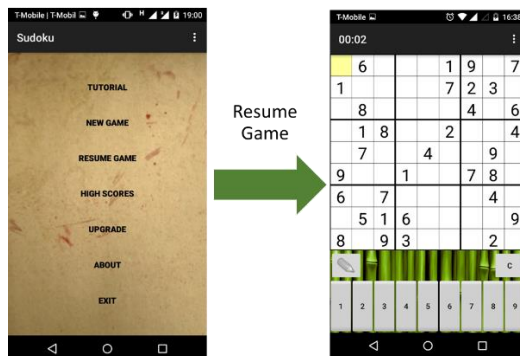 T-Mobile | T-Mobil
H
19:00
Sudoku
TUTORIAL
NEW GAME
RESUME GAME
HIGH SCORES
UPGRADE
ABOUT
EXIT
Resume
Game
T-Mobile
16:38
00:02
6 1 9 7
1 7 2 3
8 4 6
1 8 2 4
7 4 9
9 1 7 8
6 7 4
5 1 6 9
8 9 3 2
C
1 2 3 4 5 6 7 8 9